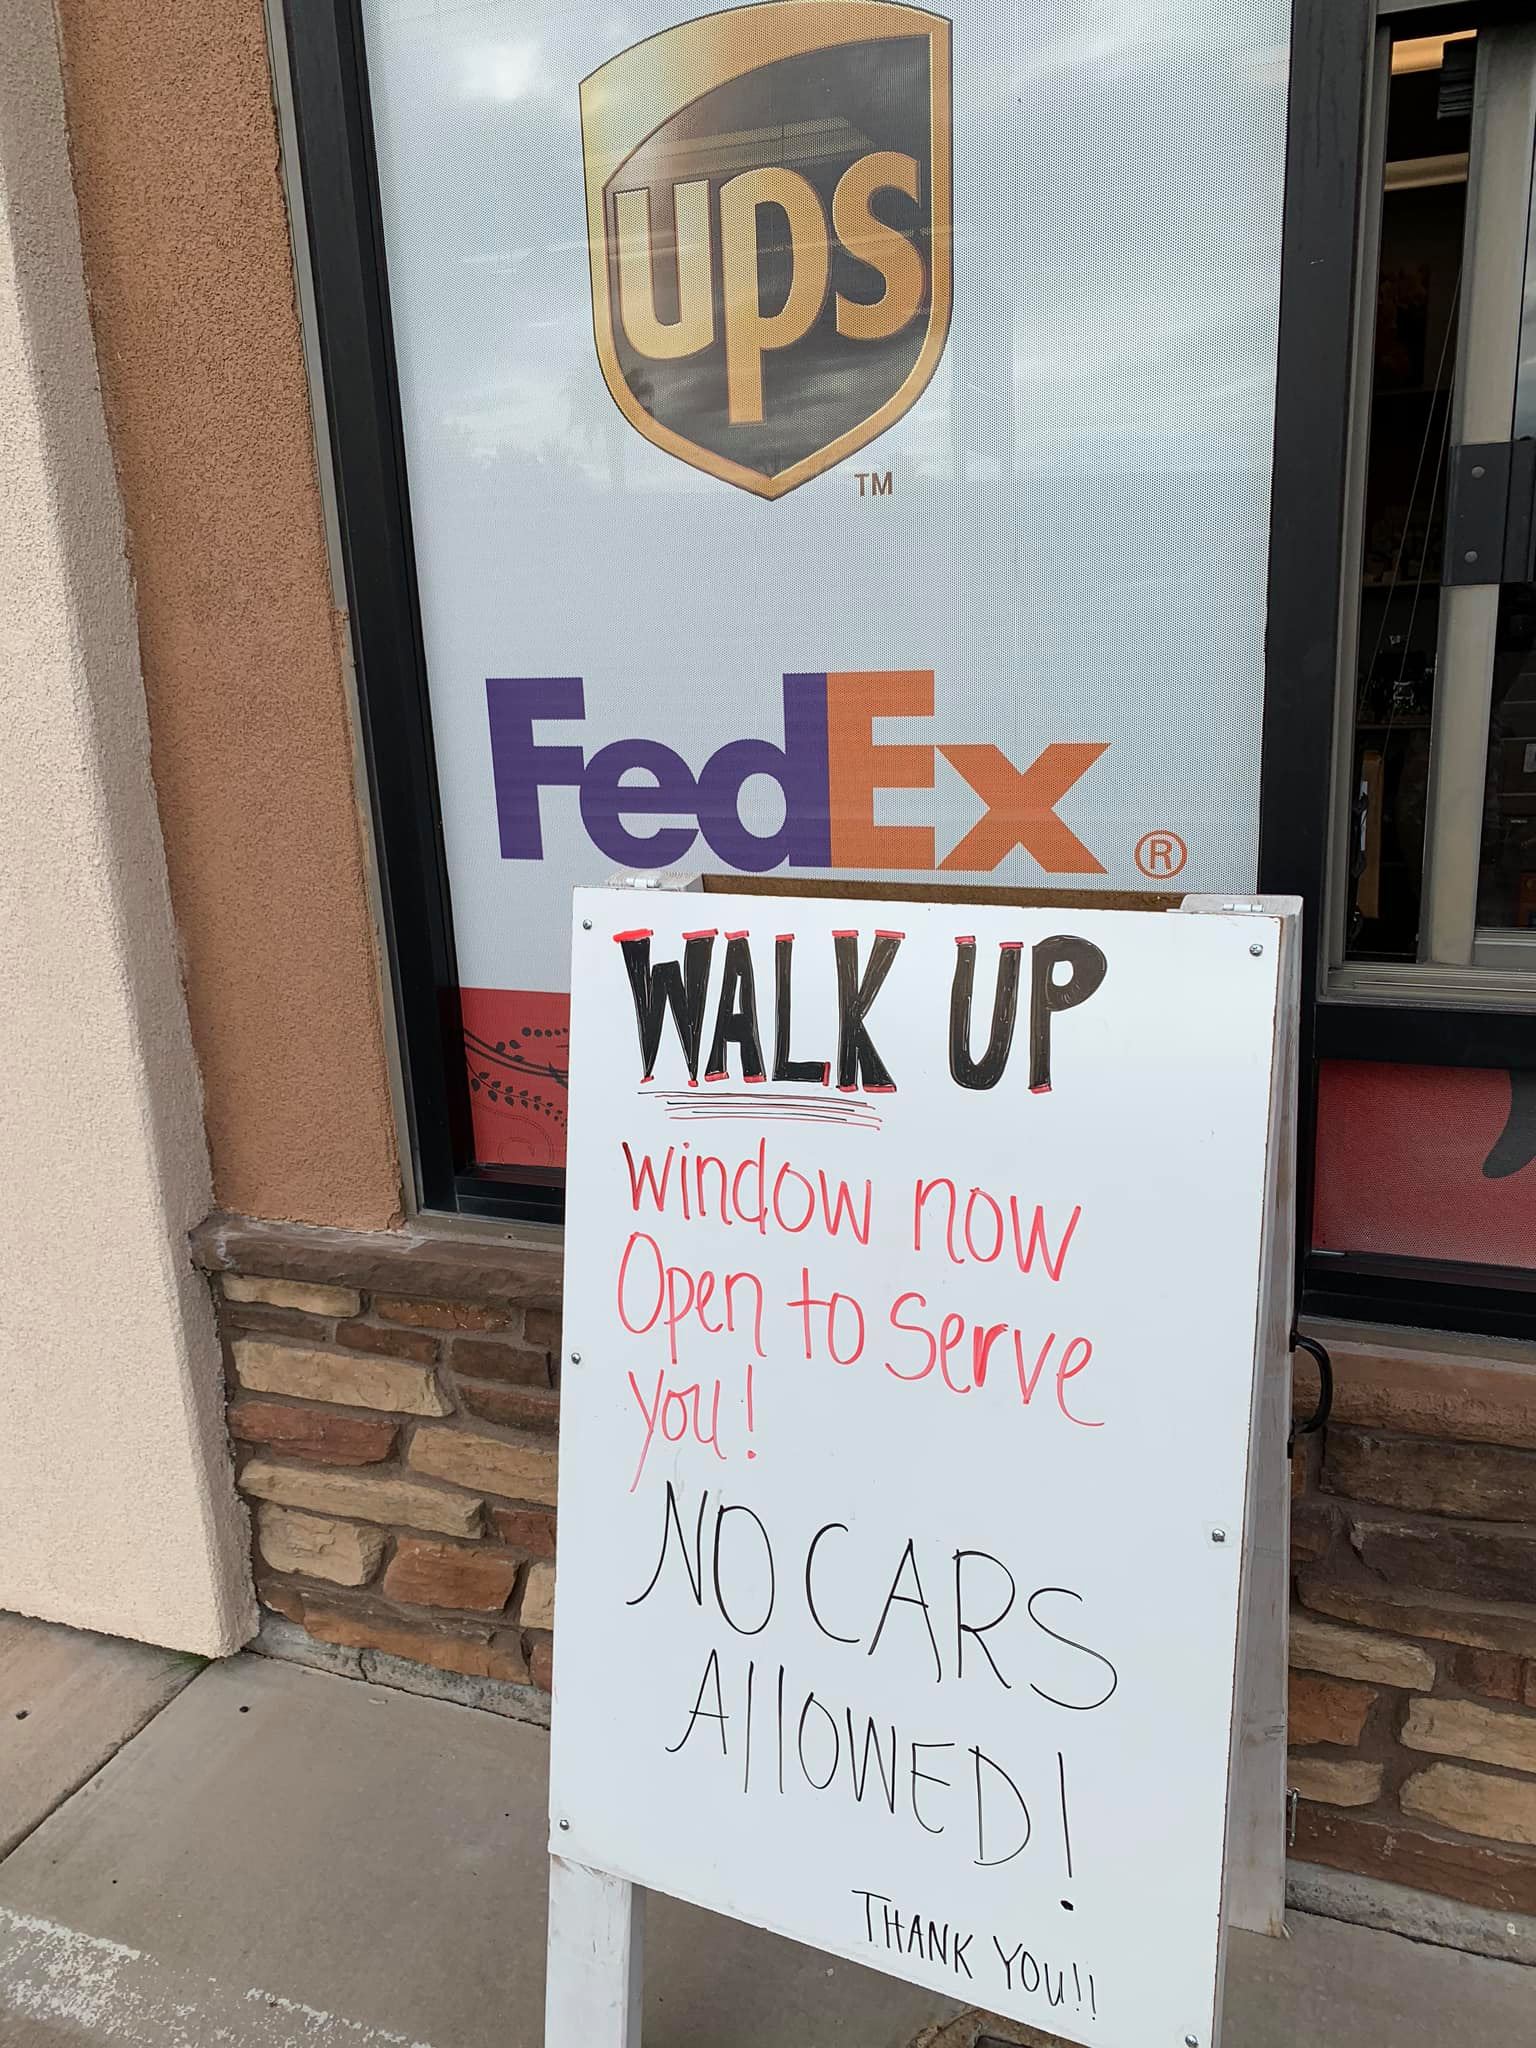 ups
TM
FedEx®
WALK UP
window now
Open to Serve
you!
NO CARS
AllOWED!
THANK YOU!!